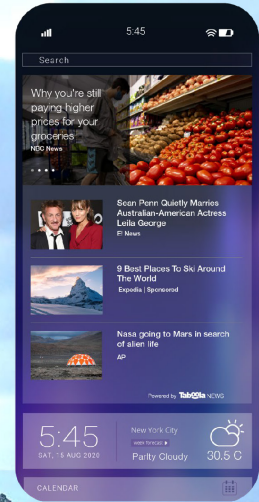 5:45
Search
Why you're still
paying higher
prices for your
groceries
NBC News
Sean Penn Quietly Marries
Australian-American Actress
Leila George
E! News
9 Best Places To Ski Around
The World
Expedia | Sponsored
Nasa going to Mars in search
of alien life
AP
Powered by Taboola NEWS
5:45
SAT, 15 AUG 2020
New York City
WEEK FORECAST
Parity Cloudy
30.5 C
CALENDAR